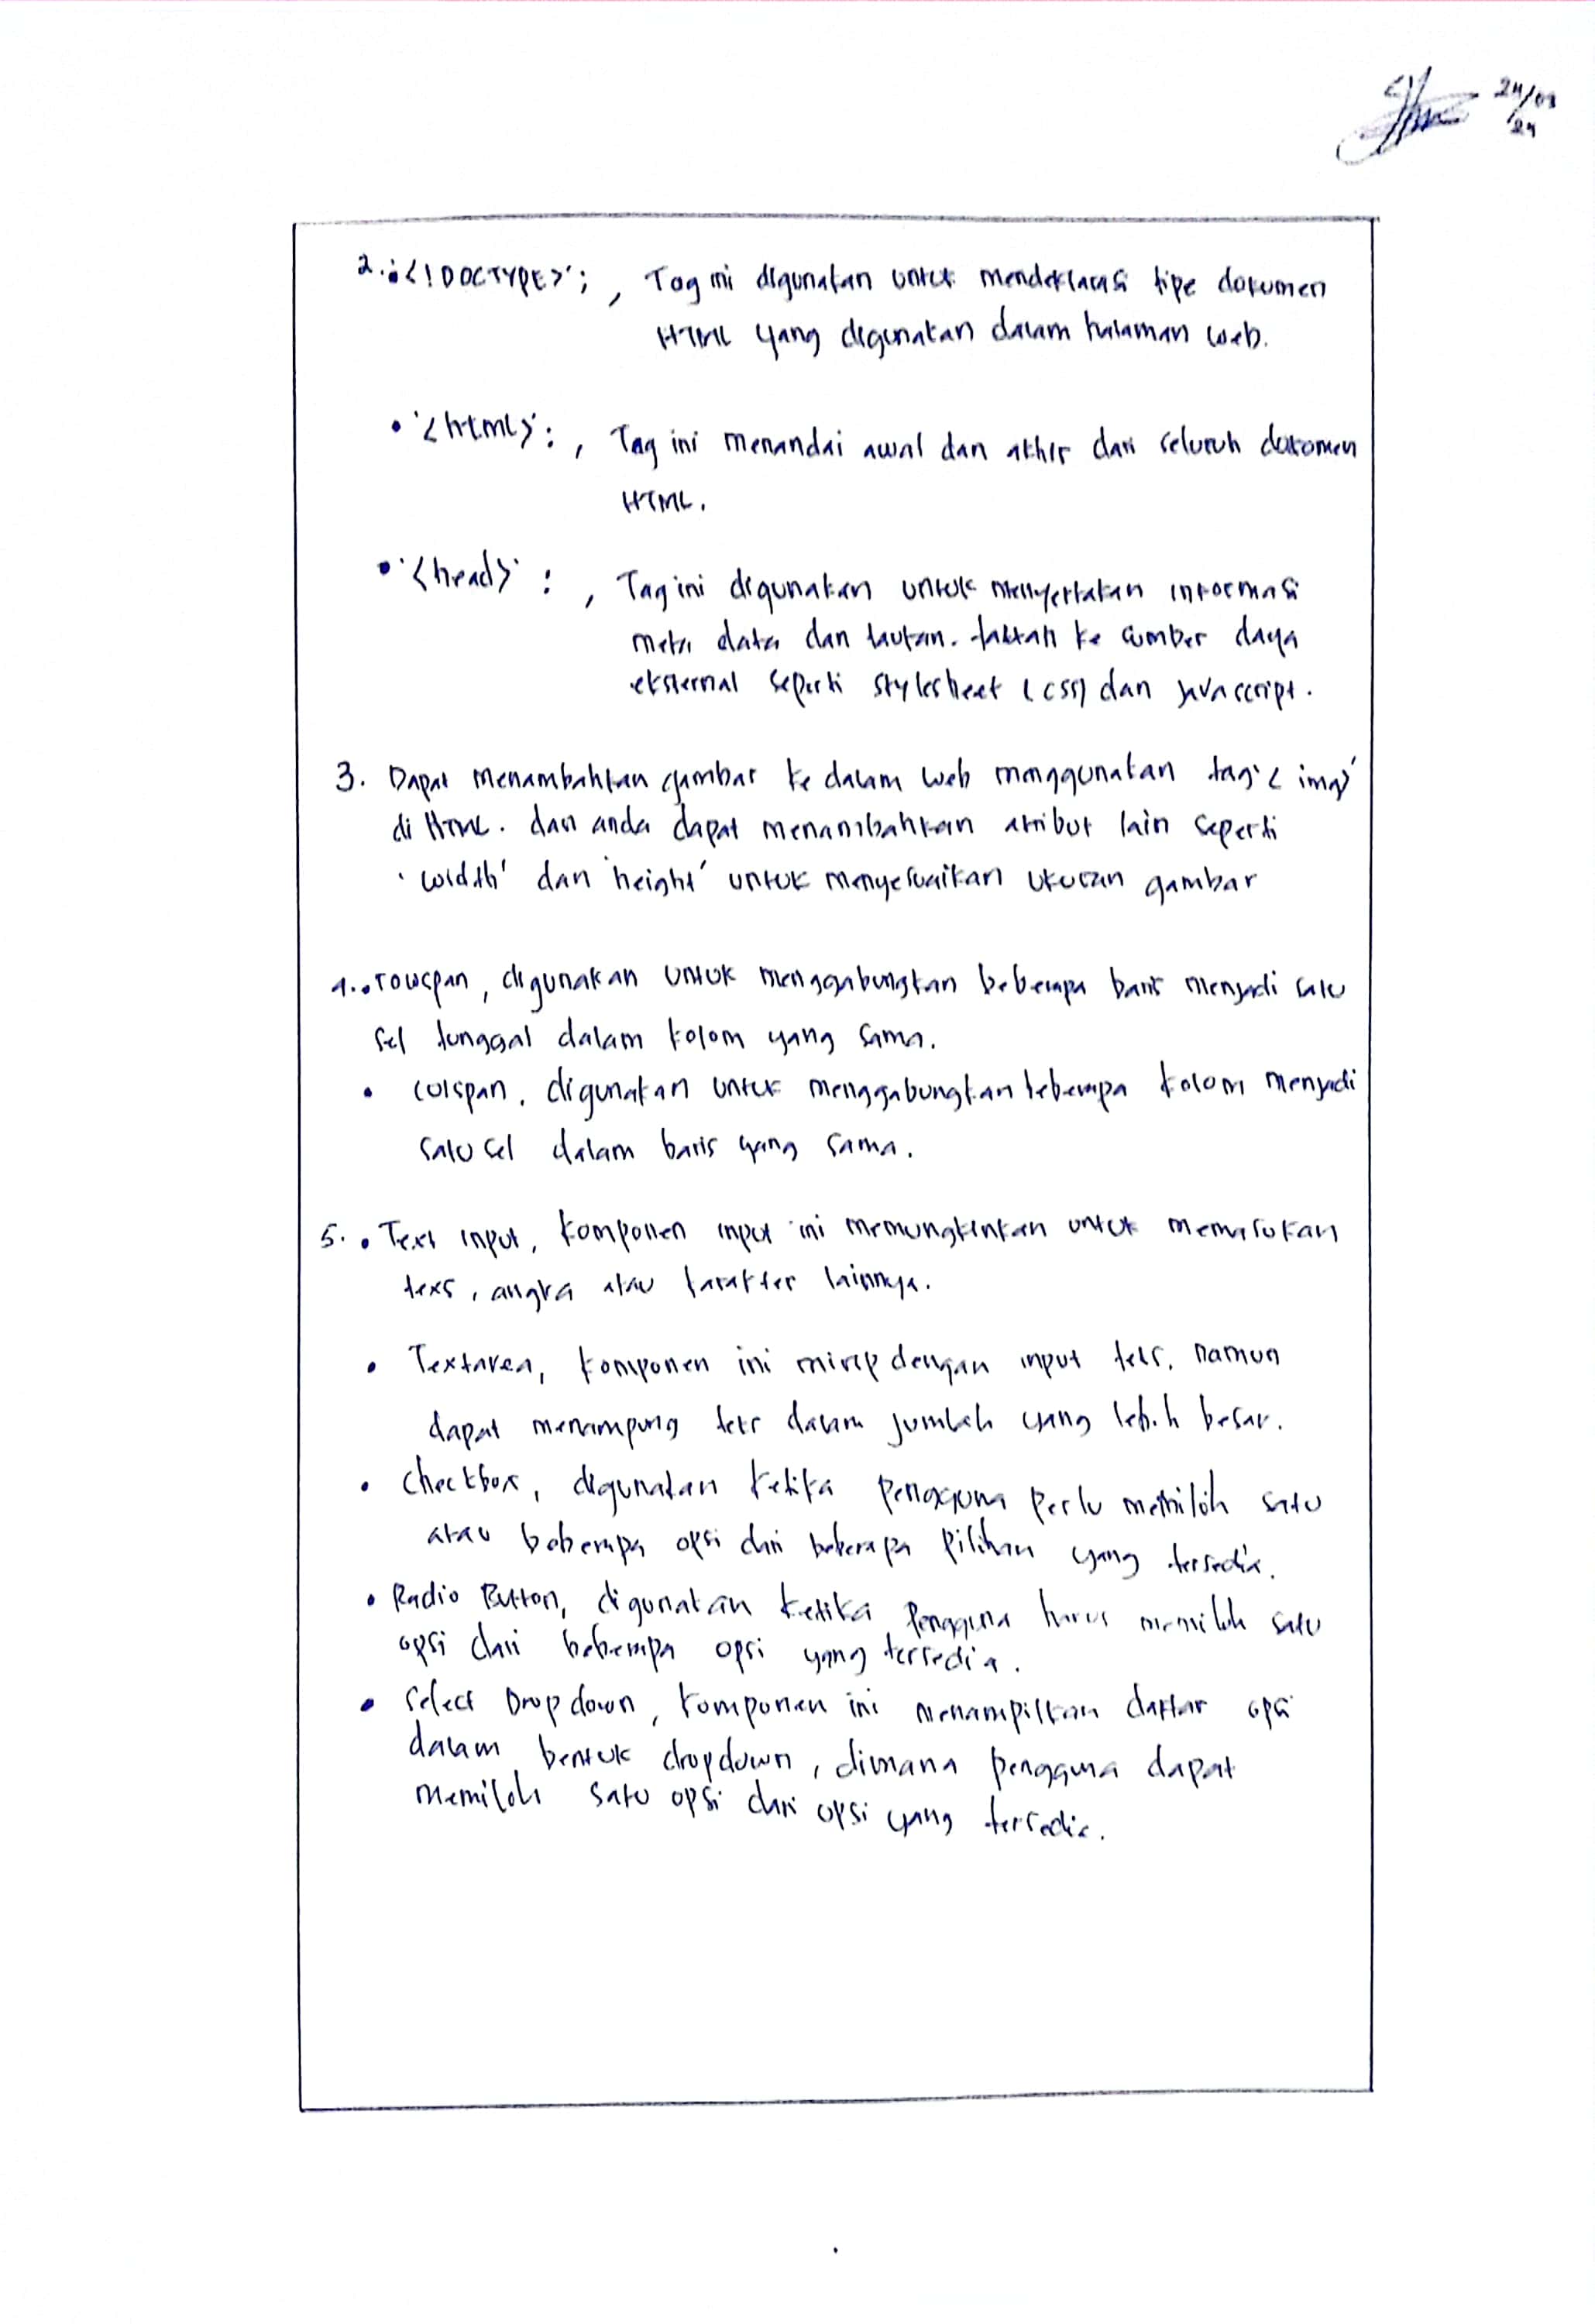 24/09
24
2. • '<!DOCTYPE>'; , Tag ini digunakan untuk mendeklarasi tipe dokumen
HTML yang digunakan dalam halaman web.
• '<html>' : , Tag ini menandai awal dan akhir dari seluruh dokumen
HTML.
• '<head>' : , Tag ini digunakan untuk menyertakan informasi
meta data dan tautan. ke sumber daya
eksternal seperti stylesheet (CSS) dan javascript.
3. Dapat menambahkan gambar ke dalam web menggunakan tag '<img>'
di HTML. dan anda dapat menambahkan atribut lain seperti
'width' dan 'height' untuk menyesuaikan ukuran gambar
4. • rowspan, digunakan untuk menggabungkan beberapa baris menjadi satu
sel tunggal dalam kolom yang sama.
• colspan, digunakan untuk menggabungkan beberapa kolom menjadi
satu sel dalam baris yang sama.
5. • Text input, komponen input ini memungkinkan untuk memasukan
teks, angka atau karakter lainnya.
• Textarea, komponen ini mirip dengan input teks, namun
dapat menampung teks dalam jumlah yang lebih besar.
• Checkbox, digunakan ketika pengguna perlu memilih satu
atau beberapa opsi dari beberapa pilihan yang tersedia.
• Radio Button, digunakan ketika pengguna harus memilih satu
opsi dari beberapa opsi yang tersedia.
• Select Dropdown, komponen ini menampilkan daftar opsi
dalam bentuk dropdown, dimana pengguna dapat
memilih satu opsi dari opsi yang tersedia.